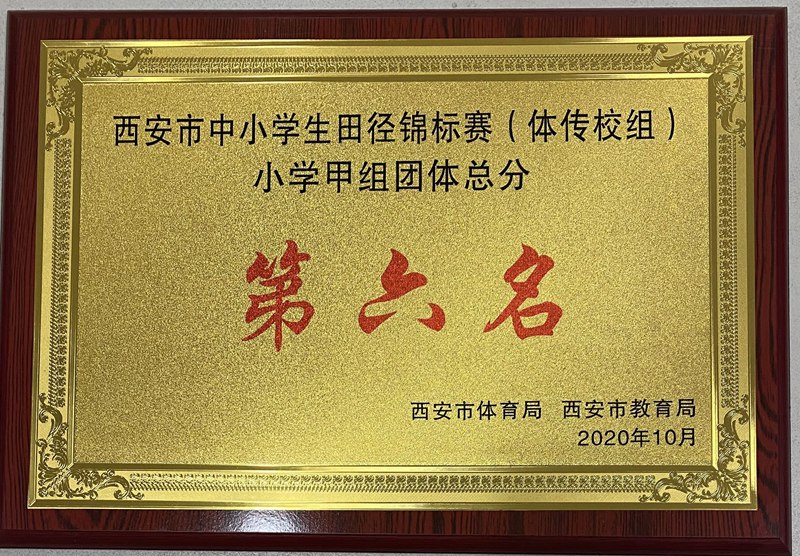 西安市中小学生田径锦标赛（体传校组）
小学甲组团体总分
第六名
西安市体育局 西安市教育局
2020年10月